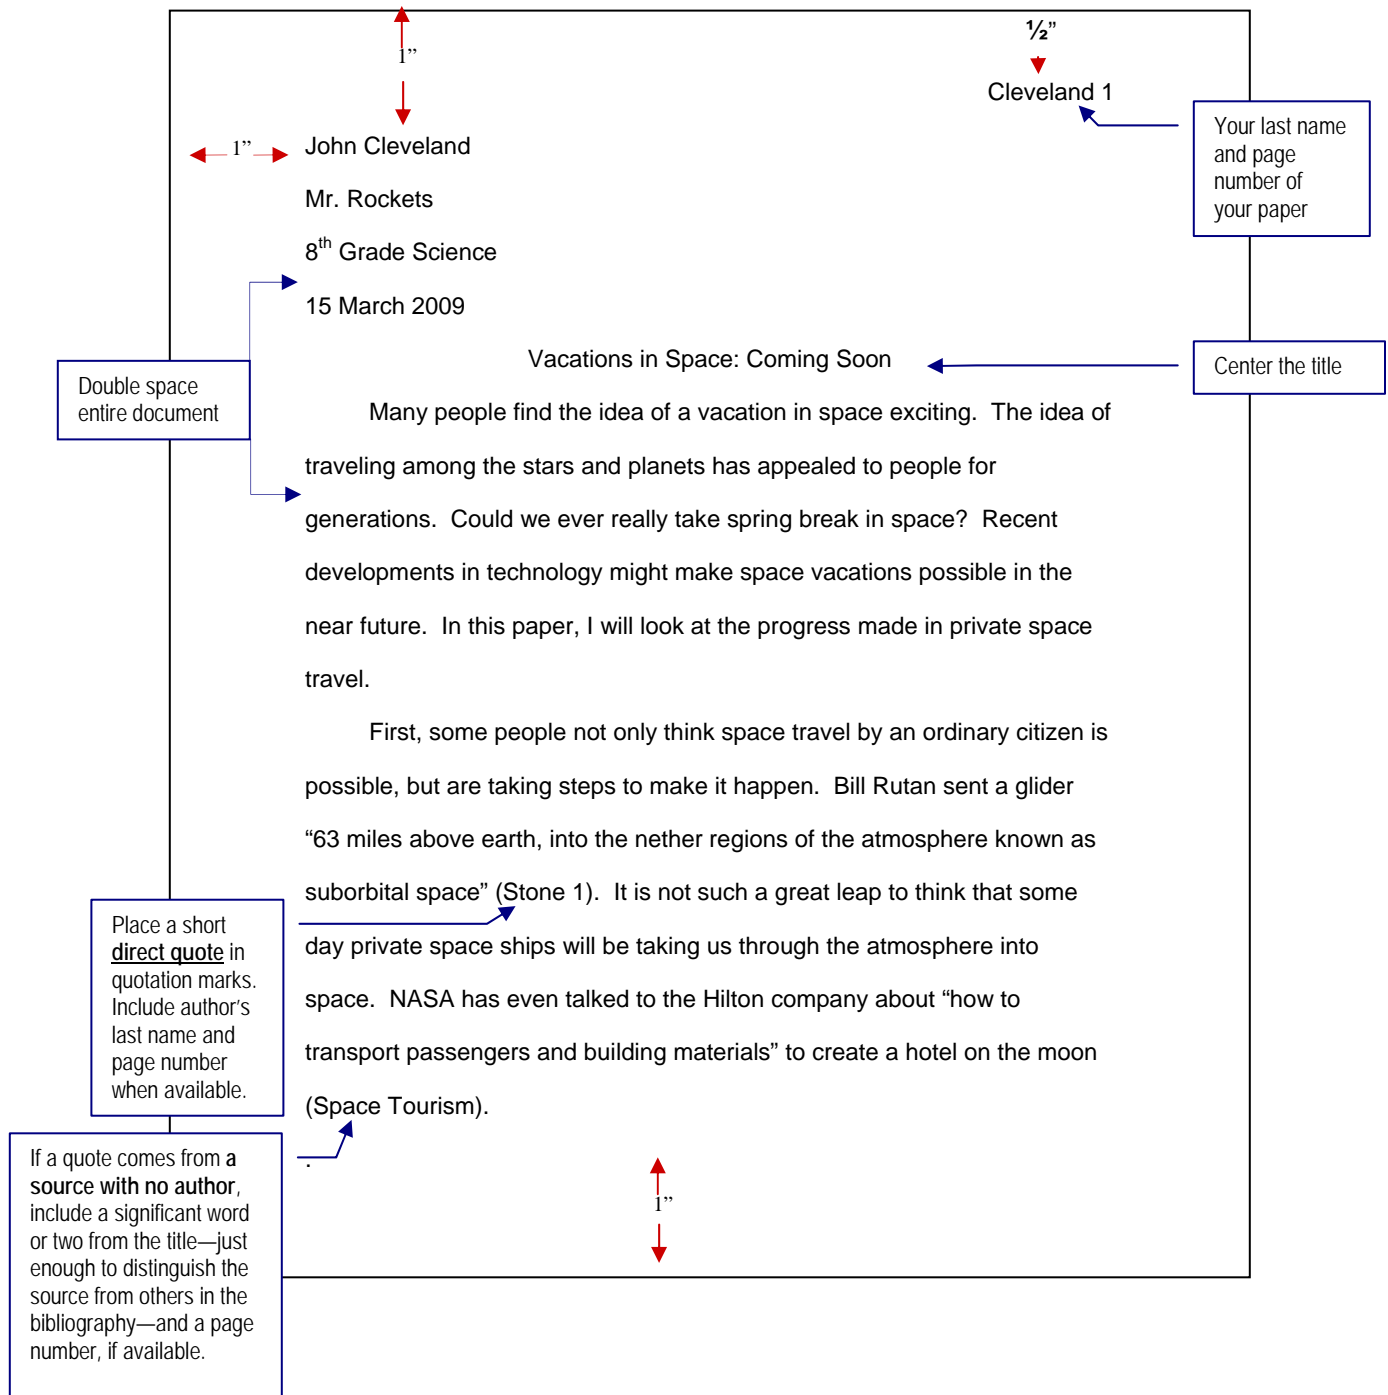 ½”
1”
Cleveland 1
Your last name
and page
number of
your paper
1”
John Cleveland
Mr. Rockets
8th Grade Science
15 March 2009
Double space
entire document
Vacations in Space: Coming Soon
Center the title
Many people find the idea of a vacation in space exciting.  The idea of
traveling among the stars and planets has appealed to people for
generations.  Could we ever really take spring break in space?  Recent
developments in technology might make space vacations possible in the
near future.  In this paper, I will look at the progress made in private space
travel.
First, some people not only think space travel by an ordinary citizen is
possible, but are taking steps to make it happen.  Bill Rutan sent a glider
“63 miles above earth, into the nether regions of the atmosphere known as
suborbital space” (Stone 1).  It is not such a great leap to think that some
day private space ships will be taking us through the atmosphere into
space.  NASA has even talked to the Hilton company about “how to
transport passengers and building materials” to create a hotel on the moon
(Space Tourism).
.
Place a short
direct quote in
quotation marks.
Include author’s
last name and
page number
when available.
If a quote comes from a
source with no author,
include a significant word
or two from the title—just
enough to distinguish the
source from others in the
bibliography—and a page
number, if available.
1”